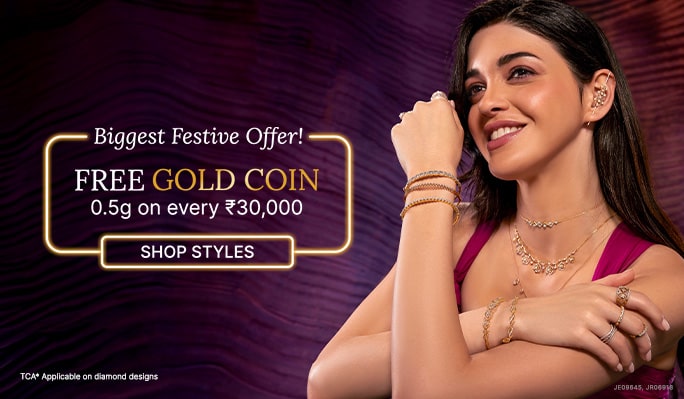 Biggest Festive Offer!
FREE GOLD COIN
0.5g on every ₹30,000
SHOP STYLES
TCA* Applicable on diamond designs
JE09645, JR06918